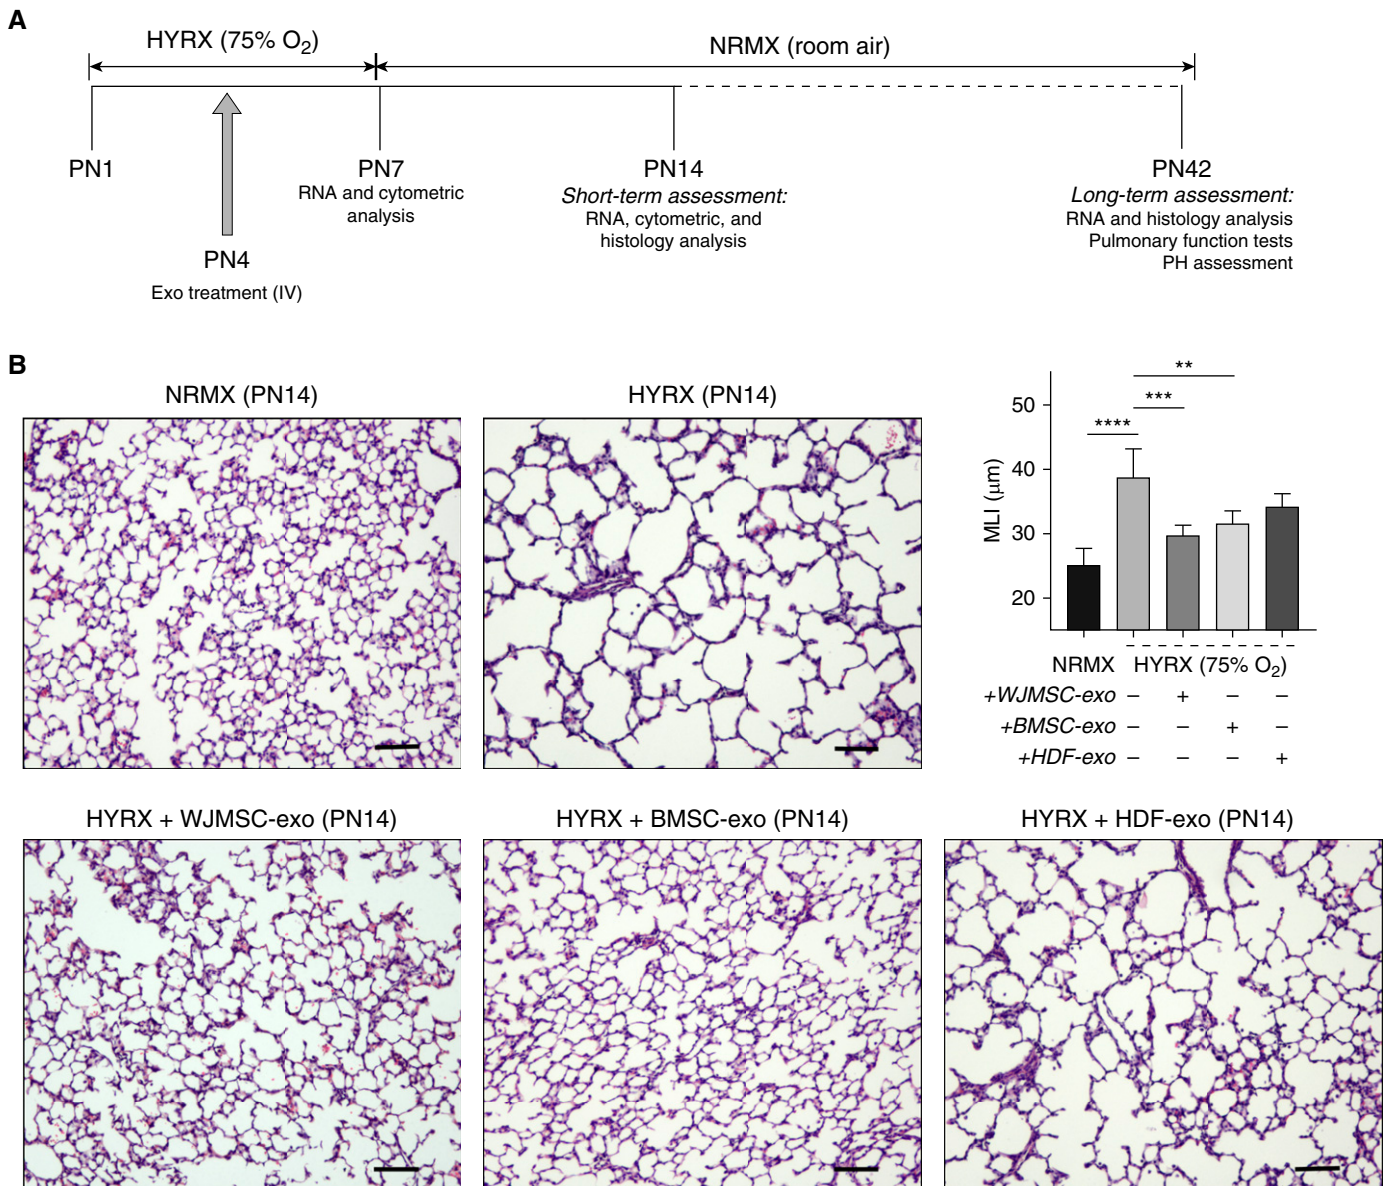 A
HYRX (75% O2)
NRMX (room air)
PN1
PN7
RNA and cytometric
analysis
PN14
Short-term assessment:
RNA, cytometric, and
histology analysis
PN42
Long-term assessment:
RNA and histology analysis
Pulmonary function tests
PH assessment
PN4
Exo treatment (IV)
B
NRMX (PN14)
HYRX (PN14)
**
***
****
50
40
30
20
MLI (μm)
NRMX
HYRX (75% O2)
+WJMSC-exo – + – –
+BMSC-exo – – + –
+HDF-exo – – – +
HYRX + WJMSC-exo (PN14)
HYRX + BMSC-exo (PN14)
HYRX + HDF-exo (PN14)